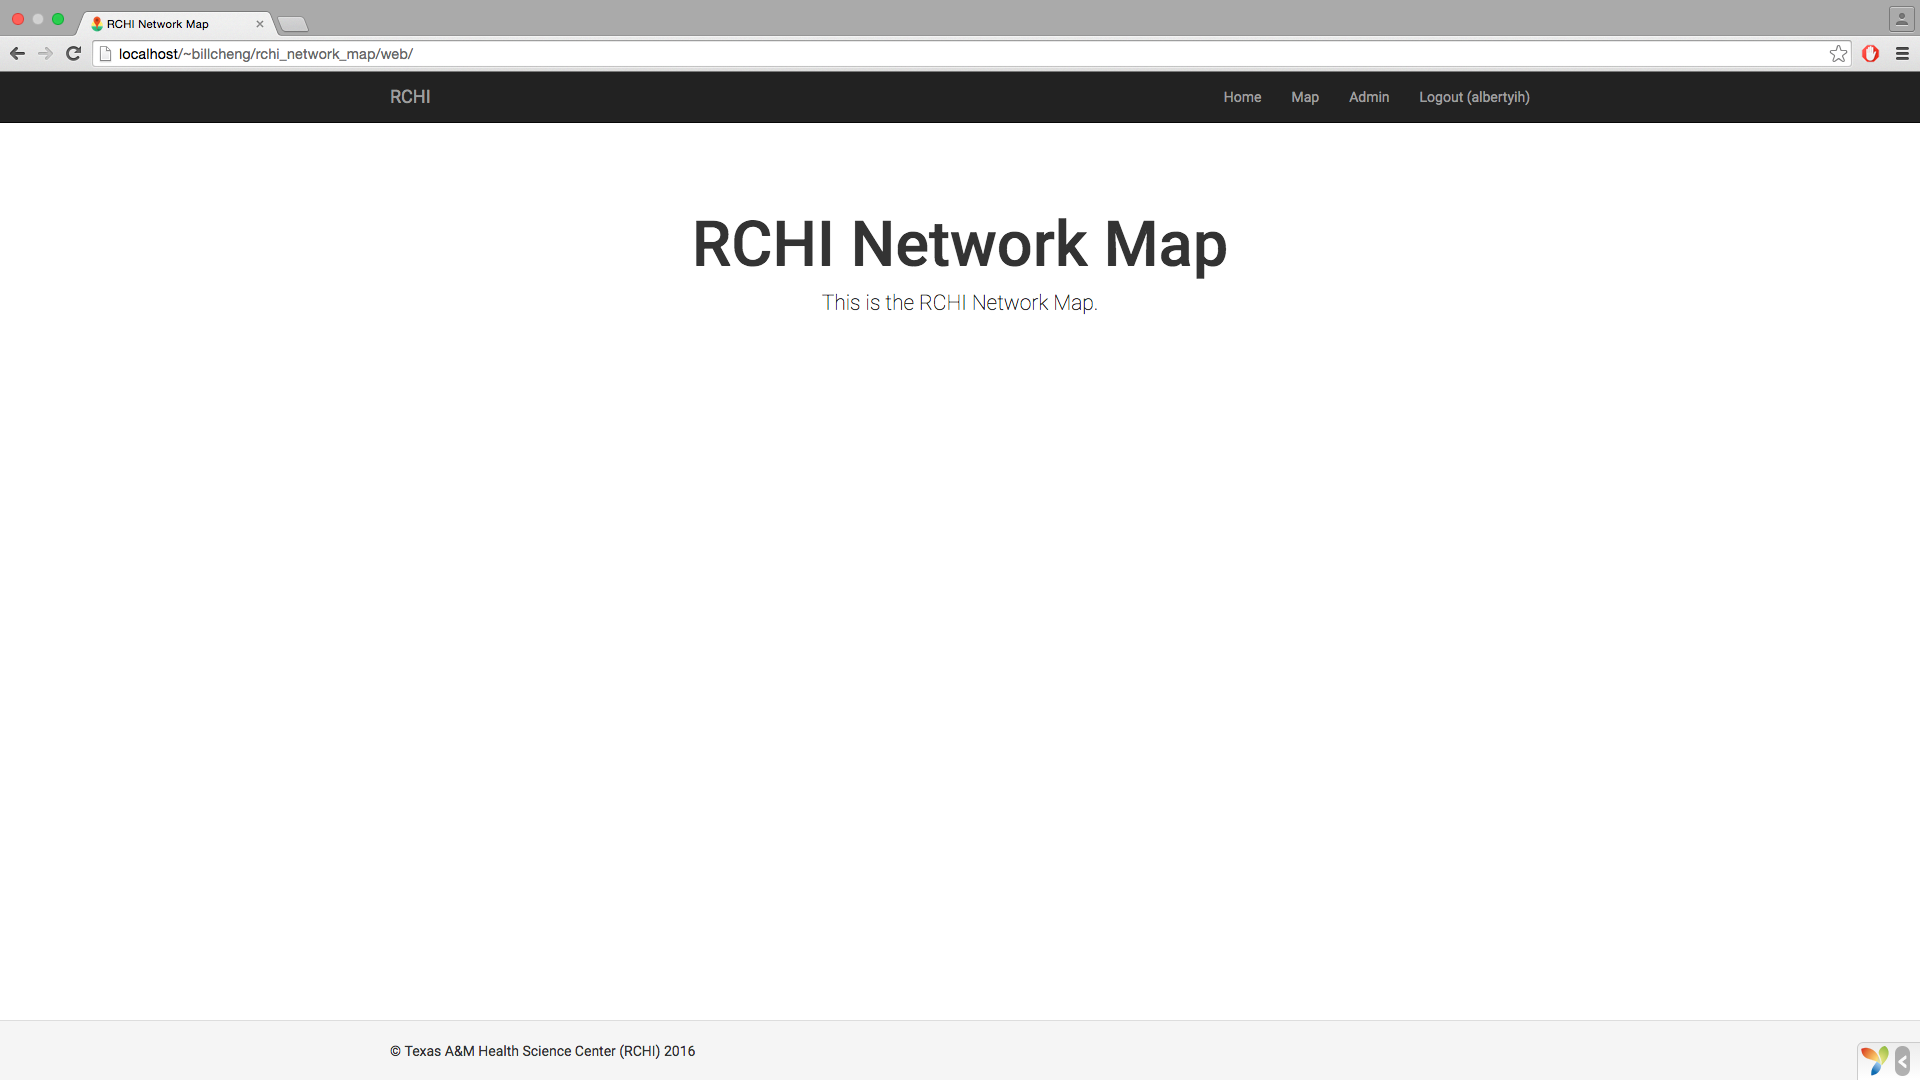 RCHI Network Map
localhost/~billcheng/rchi_network_map/web/
RCHI
Home
Map
Admin
Logout (albertyih)
RCHI Network Map
This is the RCHI Network Map.
© Texas A&M Health Science Center (RCHI) 2016